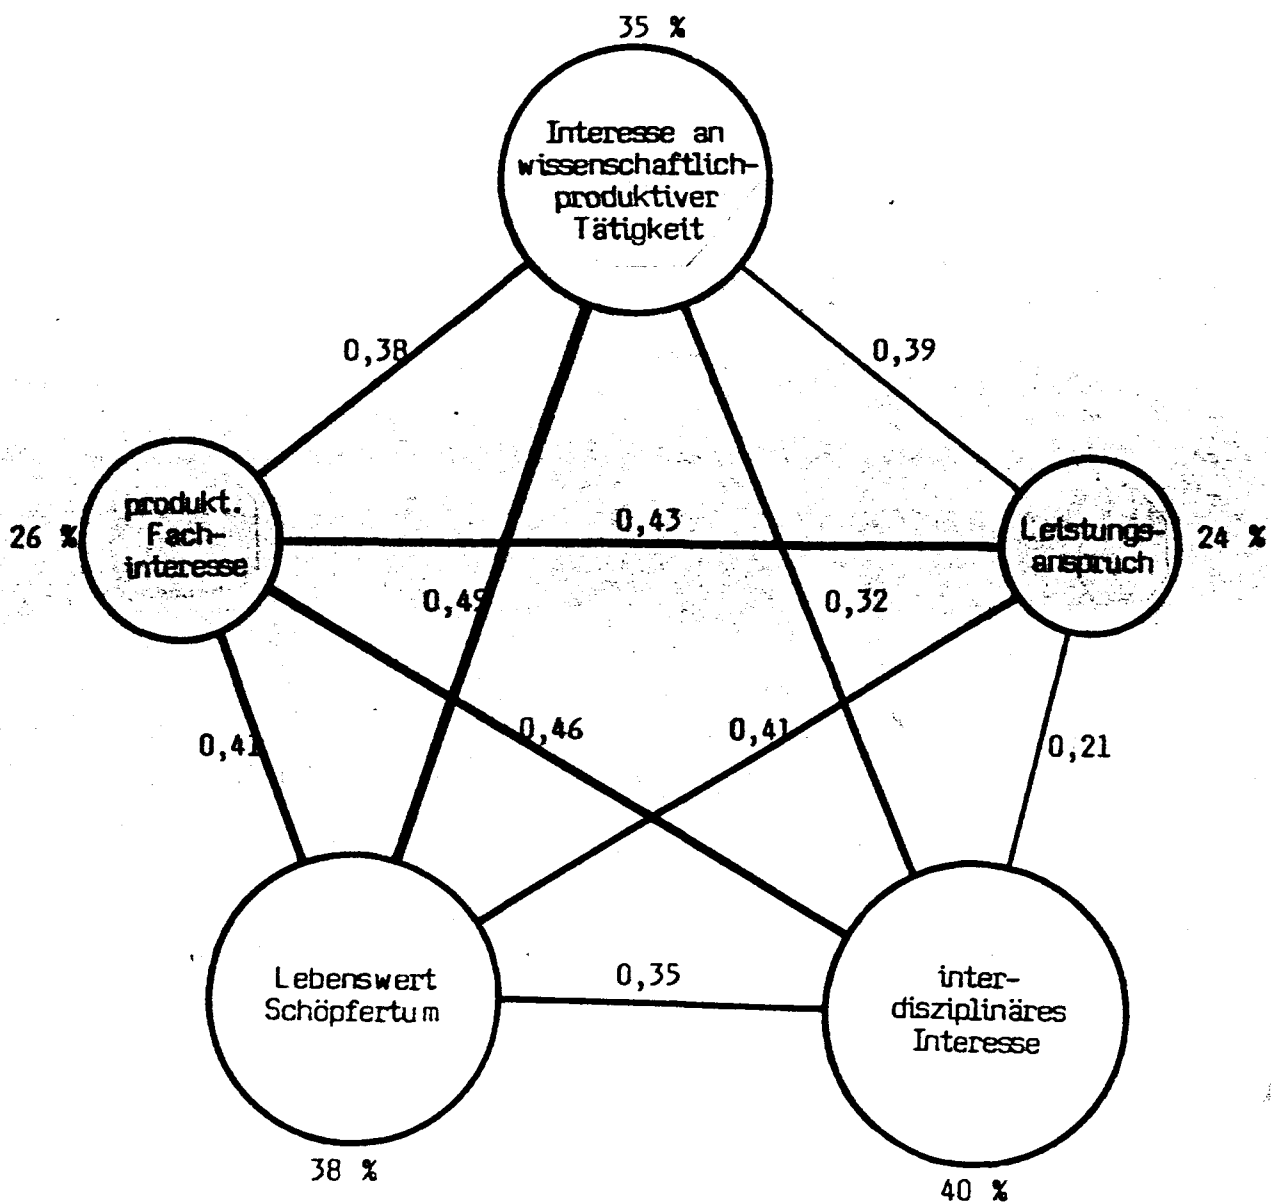 35 %
Interesse an
wissenschaftlich-
produktiver
Tätigkeit
0,38
0,39
26 %
produkt.
Fach-
interesse
0,43
Leistungs-
anspruch
24 %
0,32
0,46
0,41
0,41
0,21
Lebenswert
Schöpfertum
0,35
inter-
disziplinäres
Interesse
38 %
40 %